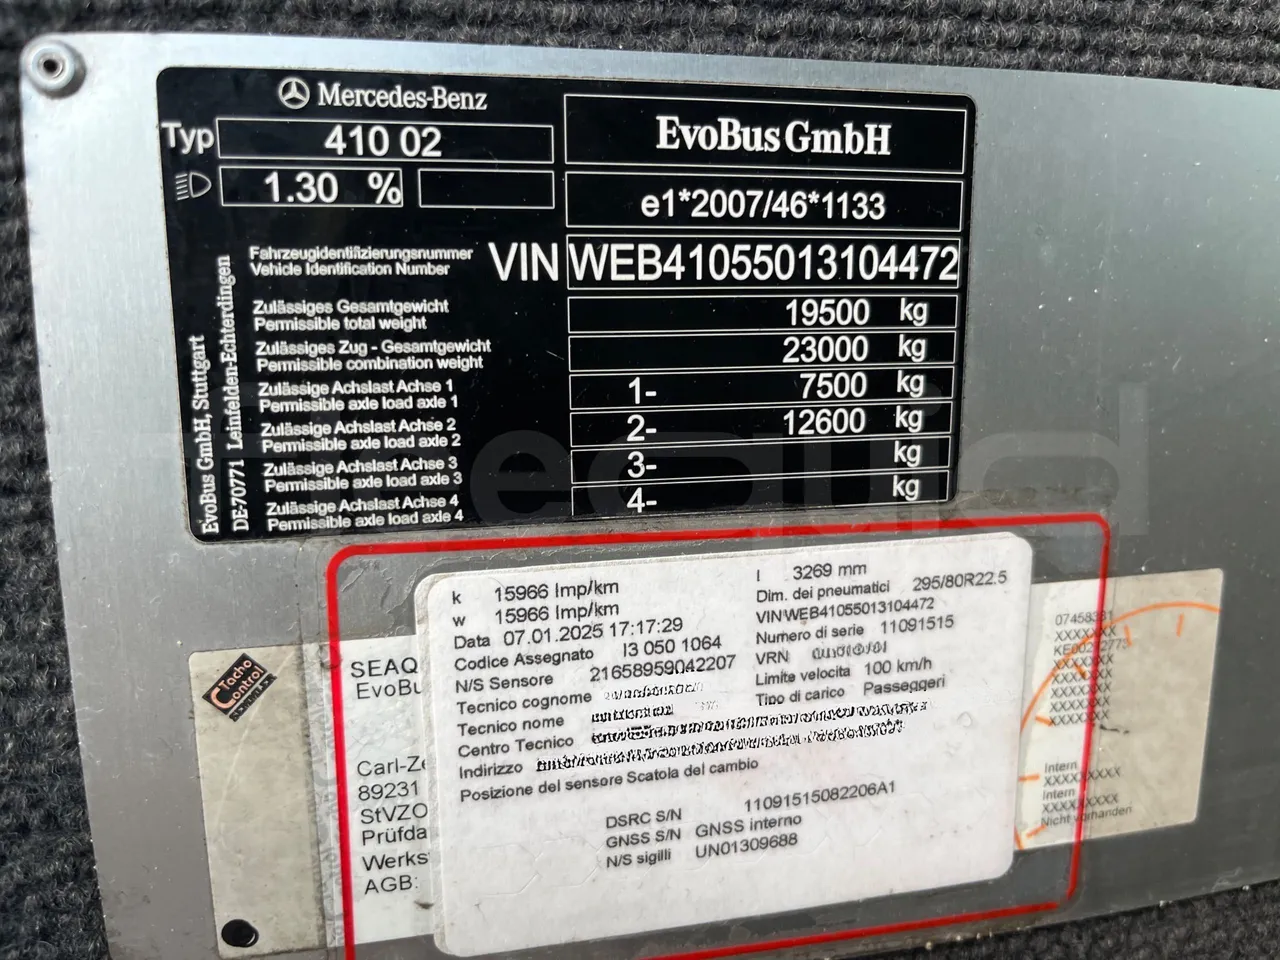 Mercedes-Benz
EvoBus GmbH
Typ 410 02
1.30 %
e1*2007/46*1133
Fahrzeugidentifizierungsnummer
Vehicle Identification Number
VIN WEB41055013104472
Zulässiges Gesamtgewicht
Permissible total weight
19500 kg
Zulässiges Zug - Gesamtgewicht
Permissible combination weight
23000 kg
Zulässige Achslast Achse 1
Permissible axle load axle 1
1- 7500 kg
Zulässige Achslast Achse 2
Permissible axle load axle 2
2- 12600 kg
Zulässige Achslast Achse 3
Permissible axle load axle 3
3- kg
Zulässige Achslast Achse 4
Permissible axle load axle 4
4- kg
EvoBus GmbH, Stuttgart
DE-70771 Leinfelden-Echterdingen
k 15966 Imp/km
w 15966 Imp/km
Data 07.01.2025 17:17:29
Codice Assegnato I3 050 1064
N/S Sensore 21658959042207
Tecnico cognome
Tecnico nome
Centro Tecnico
Indirizzo
Posizione del sensore Scatola del cambio
l 3269 mm
Dim. dei pneumatici 295/80R22.5
VIN WEB41055013104472
Numero di serie 11091515
VRN
Limite velocita 100 km/h
Tipo di carico Passeggeri
DSRC S/N 11091515082206A1
GNSS S/N GNSS interno
N/S sigilli UN01309688
Tacho
Control
SEAQ
EvoBu
Carl-Ze
89231
StVZO
Prüfda
Werks
AGB:
07458381
XXXXXXX
XXXXXXX
XXXXXXX
XXXXXXX
XXXXXXX
XXXXXXX
Intern
XXXXXXXXX
Intern
XXXXXXXXX
Nicht vorhanden